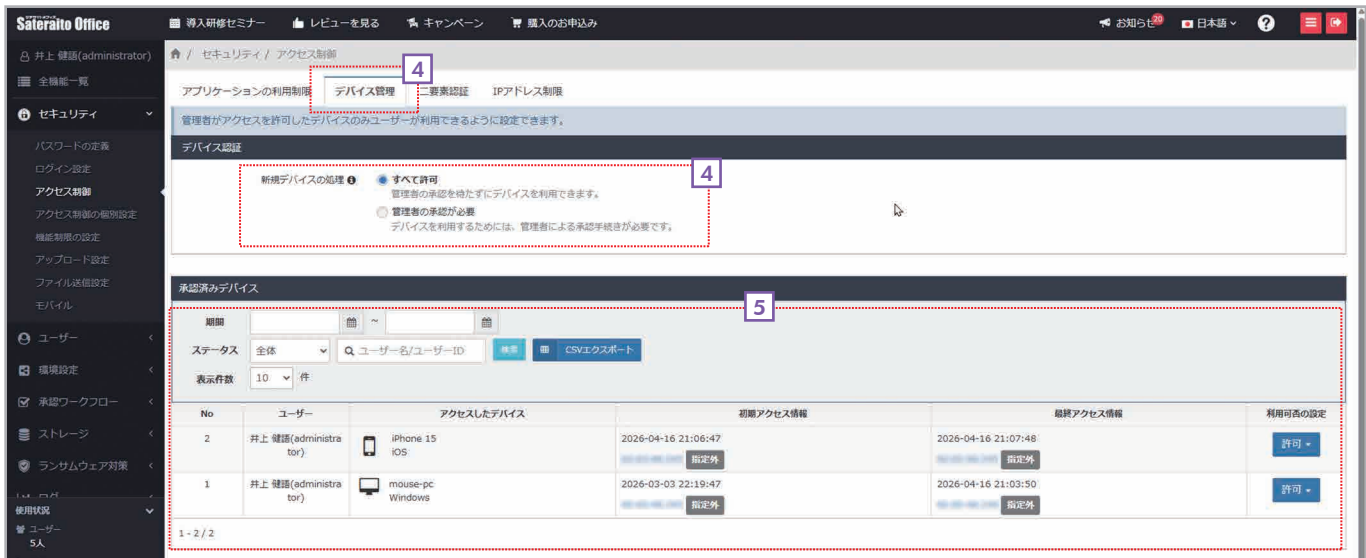 サテライトオフィス
Sateraito Office
導入研修セミナー レビューを見る キャンペーン 購入のお申込み
お知らせ 20 日本語
井上 健語(administrator)
全機能一覧
セキュリティ
パスワードの定義
ログイン設定
アクセス制御
アクセス制御の個別設定
機能制限の設定
アップロード設定
ファイル送信設定
モバイル
ユーザー
環境設定
承認ワークフロー
ストレージ
ランサムウェア対策
ログ
使用状況
ユーザー
5人
/ セキュリティ / アクセス制御
4
アプリケーションの利用制限 デバイス管理 二要素認証 IPアドレス制限
管理者がアクセスを許可したデバイスのみユーザーが利用できるように設定できます。
デバイス認証
4
新規デバイスの処理 すべて許可
管理者の承認を待たずにデバイスを利用できます。
管理者の承認が必要
デバイスを利用するためには、管理者による承認手続きが必要です。
承認済みデバイス
5
期間 ~
ステータス 全体 ユーザー名/ユーザーID 検索 CSVエクスポート
表示件数 10 件
No ユーザー アクセスしたデバイス 初期アクセス情報 最終アクセス情報 利用可否の設定
2 井上 健語(administra iPhone 15 2026-04-16 21:06:47 2026-04-16 21:07:48 許可
tor) iOS 指定外 指定外
1 井上 健語(administra mouse-pc 2026-03-03 22:19:47 2026-04-16 21:03:50 許可
tor) Windows 指定外 指定外
1 - 2 / 2